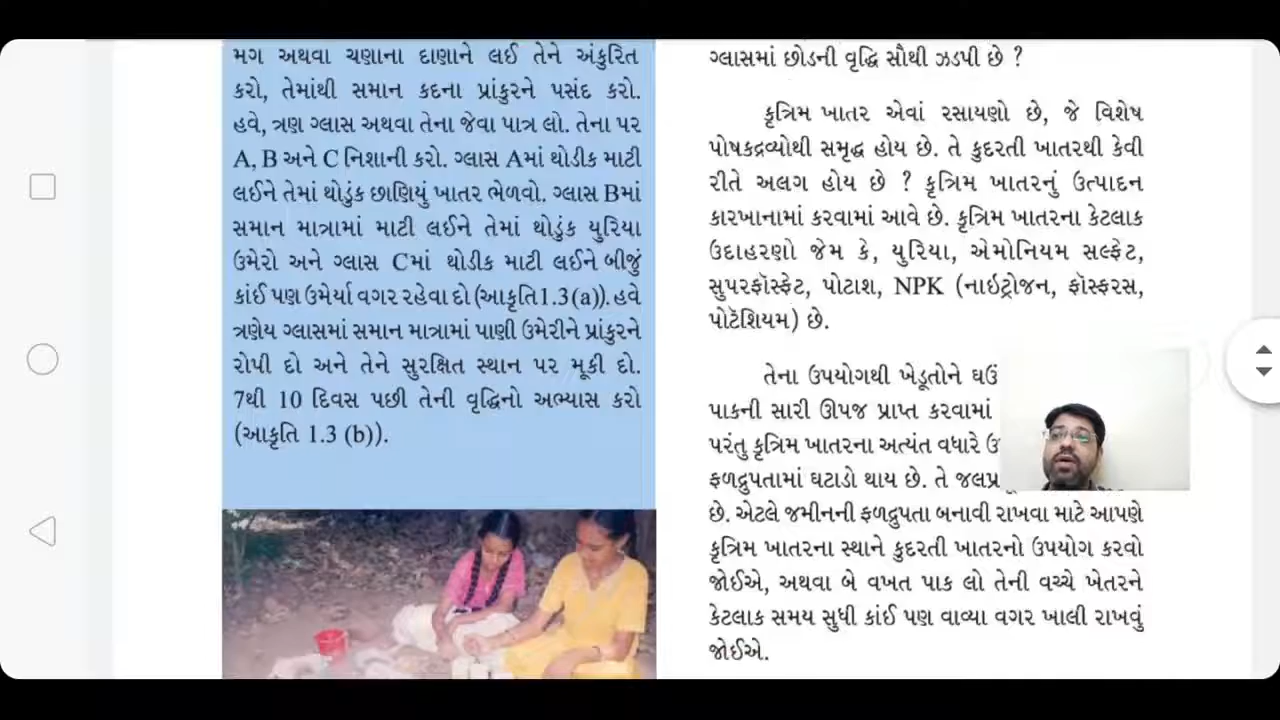 મગ અથવા ચણાના દાણાને લઈ તેને અંકુરિત
કરો, તેમાંથી સમાન કદના પ્રાંકુરને પસંદ કરો.
હવે, ત્રણ ગ્લાસ અથવા તેના જેવા પાત્ર લો. તેના પર
A, B અને C નિશાની કરો. ગ્લાસ Aમાં થોડીક માટી
લઈને તેમાં થોડુંક છાણિયું ખાતર ભેળવો. ગ્લાસ Bમાં
સમાન માત્રામાં માટી લઈને તેમાં થોડુંક યુરિયા
ઉમેરો અને ગ્લાસ Cમાં થોડીક માટી લઈને બીજું
કાંઈ પણ ઉમેર્યા વગર રહેવા દો (આકૃતિ 1.3 (a)). હવે
ત્રણેય ગ્લાસમાં સમાન માત્રામાં પાણી ઉમેરીને પ્રાંકુરને
રોપી દો અને તેને સુરક્ષિત સ્થાન પર મૂકી દો.
7થી 10 દિવસ પછી તેની વૃદ્ધિનો અભ્યાસ કરો
(આકૃતિ 1.3 (b)).
ગ્લાસમાં છોડની વૃદ્ધિ સૌથી ઝડપી છે ?
કૃત્રિમ ખાતર એવાં રસાયણો છે, જે વિશેષ
પોષકદ્રવ્યોથી સમૃદ્ધ હોય છે. તે કુદરતી ખાતરથી કેવી
રીતે અલગ હોય છે ? કૃત્રિમ ખાતરનું ઉત્પાદન
કારખાનામાં કરવામાં આવે છે. કૃત્રિમ ખાતરના કેટલાક
ઉદાહરણો જેમ કે, યુરિયા, એમોનિયમ સલ્ફેટ,
સુપરફૉસ્ફેટ, પોટાશ, NPK (નાઇટ્રોજન, ફૉસ્ફરસ,
પોટૅશિયમ) છે.
તેના ઉપયોગથી ખેડૂતોને ઘઉં
પાકની સારી ઊપજ પ્રાપ્ત કરવામાં
પરંતુ કૃત્રિમ ખાતરના અત્યંત વધારે
ફળદ્રુપતામાં ઘટાડો થાય છે. તે
છે. એટલે જમીનની ફળદ્રુપતા બનાવી રાખવા માટે આપણે
કૃત્રિમ ખાતરના સ્થાને કુદરતી ખાતરનો ઉપયોગ કરવો
જોઈએ, અથવા બે વખત પાક લો તેની વચ્ચે ખેતરને
કેટલાક સમય સુધી કાંઈ પણ વાવ્યા વગર ખાલી રાખવું
જોઈએ.